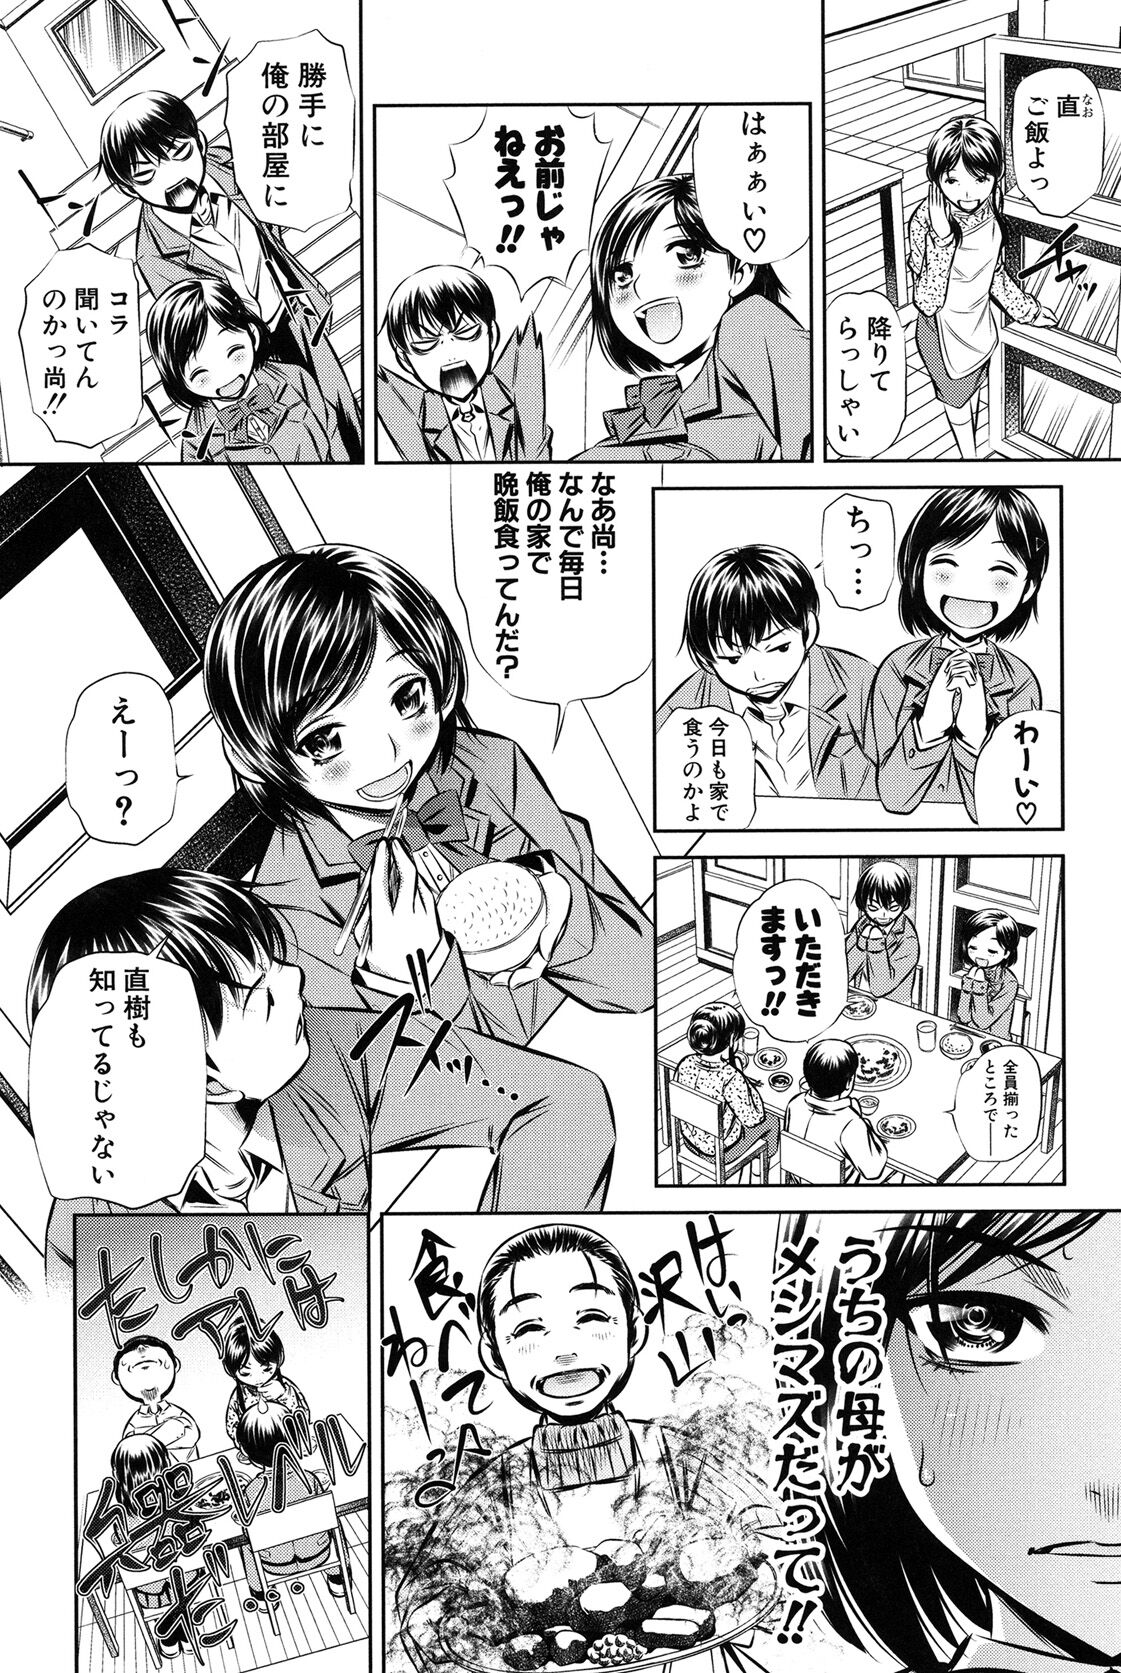 直
なお
ご飯よっ
チャ
降りて
らっしゃい
はぁぁい♡
お前じゃ
ねえっ!!
勝手に
俺の部屋に
コラ
聞いてん
のかっ尚!!
わーい♡
ちっ…
今日も家で
食うのかよ
いただき
ますっ!!
全員揃った
ところで──
なあ尚…
なんで毎日
俺の家で
晩飯食ってんだ?
えーっ?
ズイッ…
直樹も
知ってるじゃない
うちの母が
メシマズだって!!
はいっ
沢山
食べて
ねーっ
たしかに
アレは
兵器
レベル
だ…